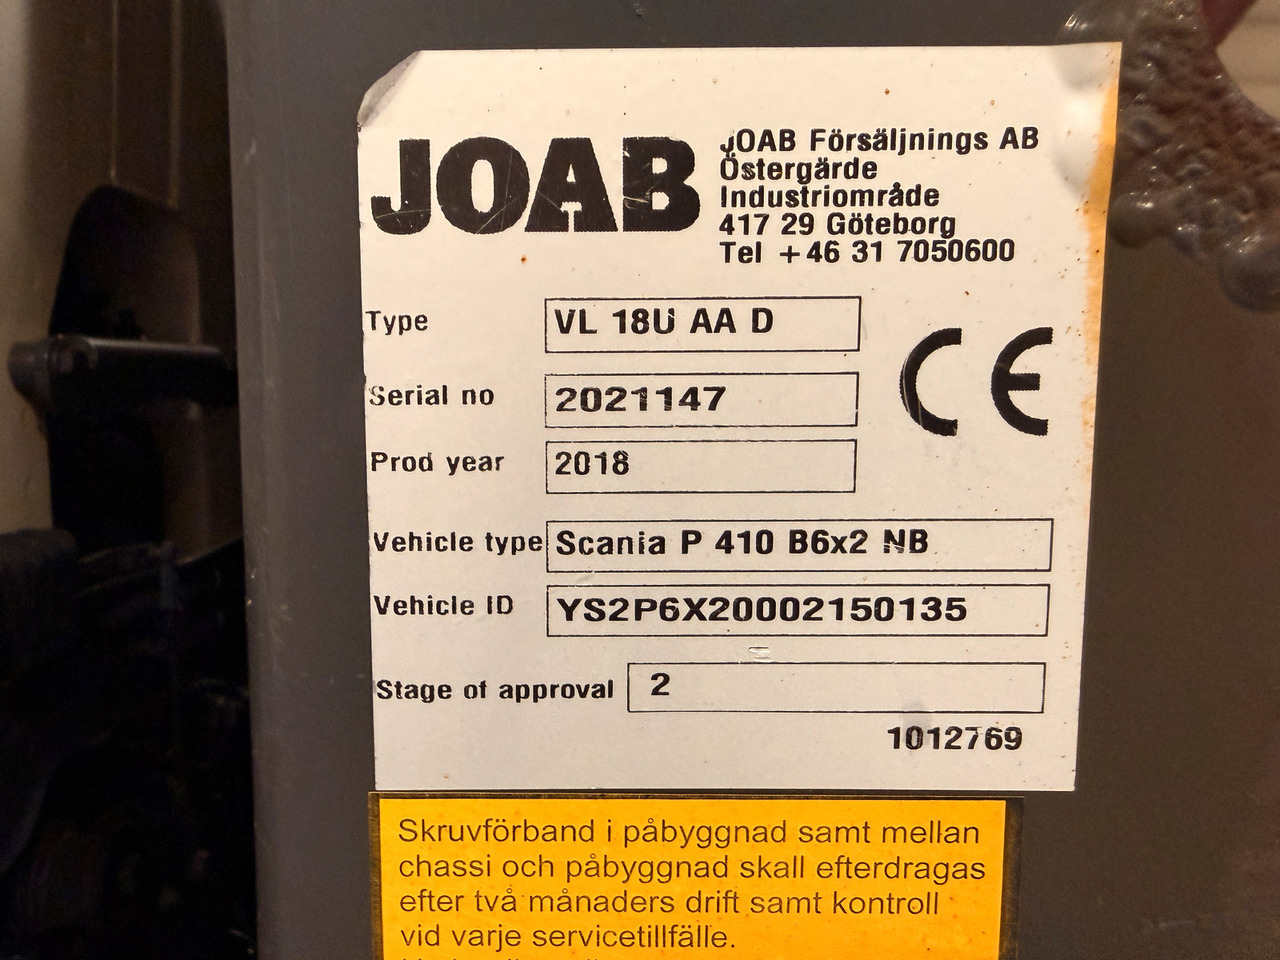 JOAB
JOAB Försäljnings AB
Östergärde
Industriområde
417 29 Göteborg
Tel +46 31 7050600
Type VL 18U AA D
CE
Serial no 2021147
Prod year 2018
Vehicle type Scania P 410 B6x2 NB
Vehicle ID YS2P6X20002150135
Stage of approval 2
1012769
Skruvförband i påbyggnad samt mellan
chassi och påbyggnad skall efterdragas
efter två månaders drift samt kontroll
vid varje servicetillfälle.